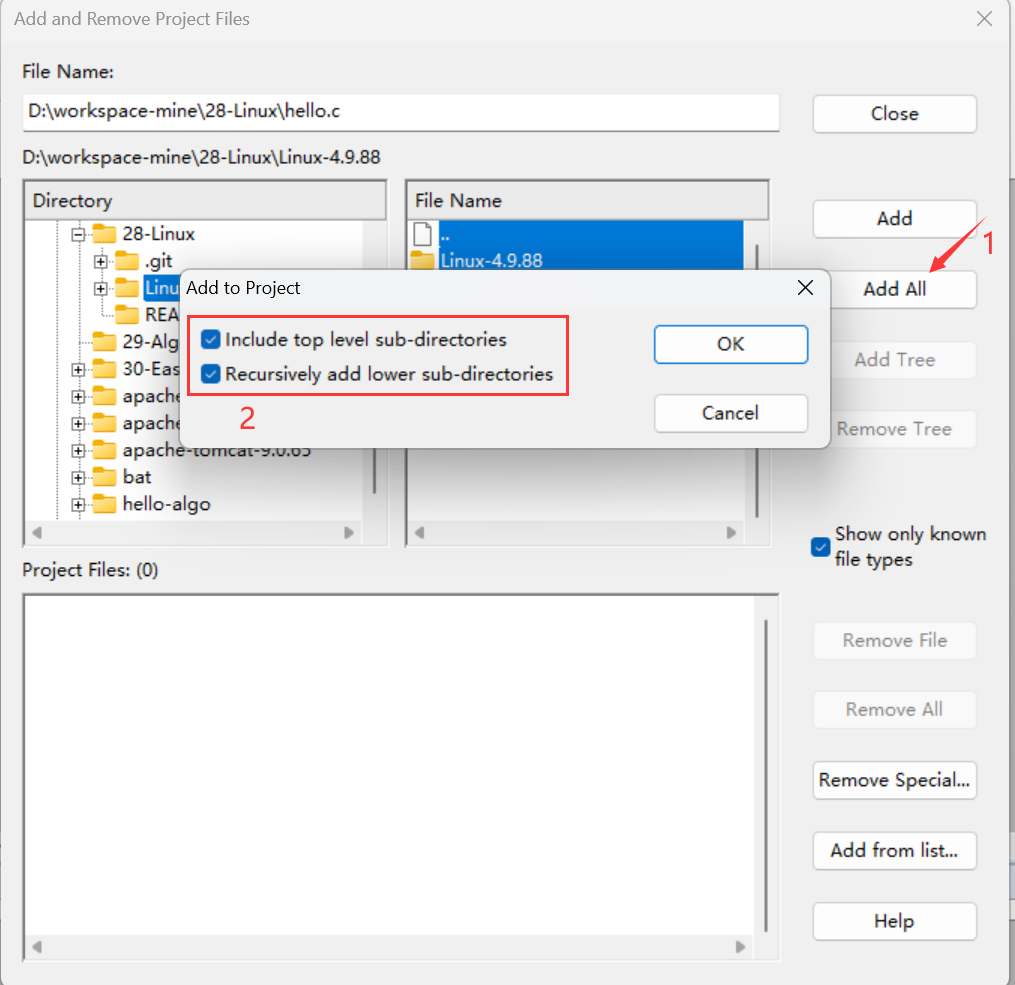 Add and Remove Project Files
File Name:
D:\workspace-mine\28-Linux\hello.c
Close
D:\workspace-mine\28-Linux\Linux-4.9.88
Directory
File Name
28-Linux
.git
Linu
REA
29-Alg
30-Eas
apache
apache
apache-tomcat-9.0.65
bat
hello-algo
..
Linux-4.9.88
Add
1
Add All
Add Tree
Remove Tree
Add to Project
Include top level sub-directories
Recursively add lower sub-directories
2
OK
Cancel
Show only known
file types
Project Files: (0)
Remove File
Remove All
Remove Special...
Add from list...
Help